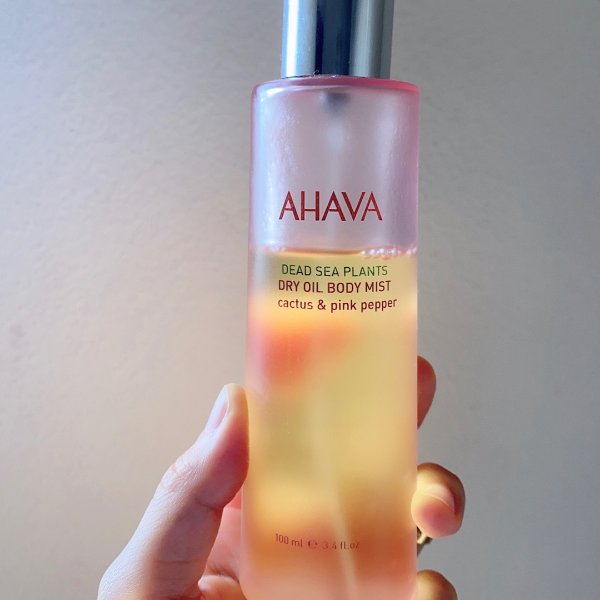 AHAVA
DEAD SEA PLANTS
DRY OIL BODY MIST
cactus & pink pepper
100 ml ℮ 3.4 fl.oz